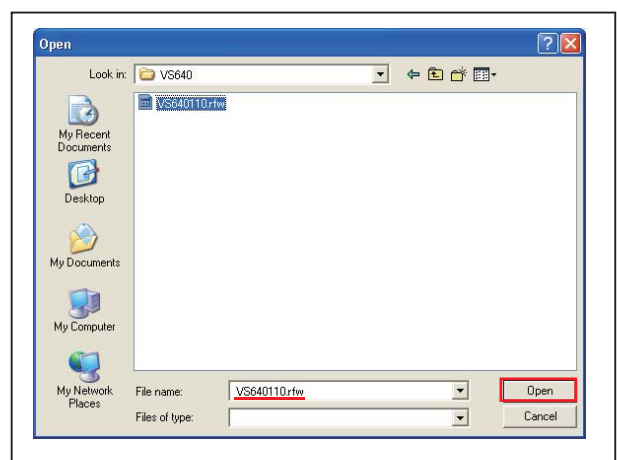 Open
Look in: VS640
VS640110.rfw
My Recent
Documents
Desktop
My Documents
My Computer
My Network
Places
File name: VS640110.rfw Open
Files of type: Cancel